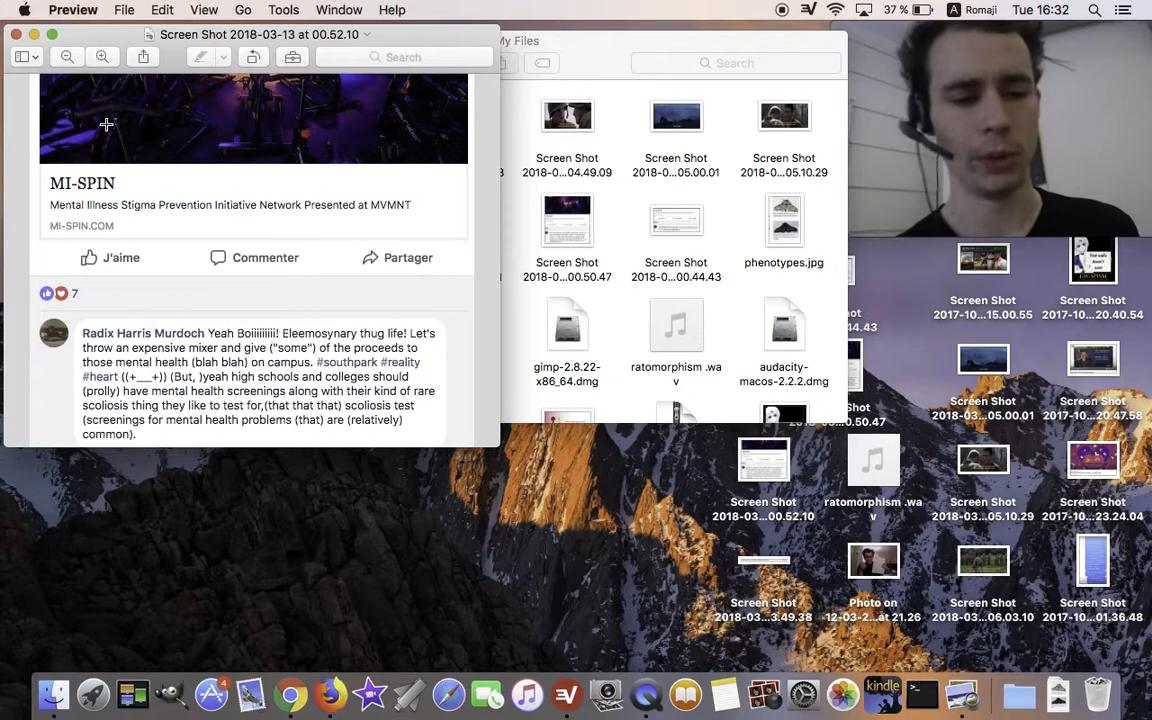 Preview File Edit View Go Tools Window Help
37 % A Romaji Tue 16:32
Screen Shot 2018-03-13 at 00.52.10
Search
MI-SPIN
Mental Illness Stigma Prevention Initiative Network Presented at MVMNT
MI-SPIN.COM
J'aime Commenter Partager
7
Radix Harris Murdoch Yeah Boiiiiiiiii! Eleemosynary thug life! Let's
throw an expensive mixer and give ("some") of the proceeds to
those mental health (blah blah) on campus. #southpark #reality
#heart ((+___+)) (But, )yeah high schools and colleges should
(prolly) have mental health screenings along with their kind of rare
scoliosis thing they like to test for,(that that that) scoliosis test
(screenings for mental health problems (that) are (relatively)
common).
My Files
Search
Screen Shot
2018-0...04.49.09
Screen Shot
2018-0...05.00.01
Screen Shot
2018-0...05.10.29
Screen Shot
2018-0...00.50.47
Screen Shot
2018-0...00.44.43
phenotypes.jpg
gimp-2.8.22-
x86_64.dmg
ratomorphism .wa
v
audacity-
macos-2.2.2.dmg
44.43
Screen Shot
2018-03...15.00.55
Screen Shot
2017-10...20.40.54
hot
50.47
Screen Shot
2018-03...05.00.01
Screen Shot
2017-10...20.47.58
Screen Shot
2018-03...00.52.10
ratomorphism .wa
v
Screen Shot
2018-03...05.10.29
Screen Shot
2017-10...23.24.04
Screen Shot
2018-03...3.49.38
Photo on
12-03-2...at 21.26
Screen Shot
2018-03...06.03.10
Screen Shot
2017-10...01.36.48
4
kindle